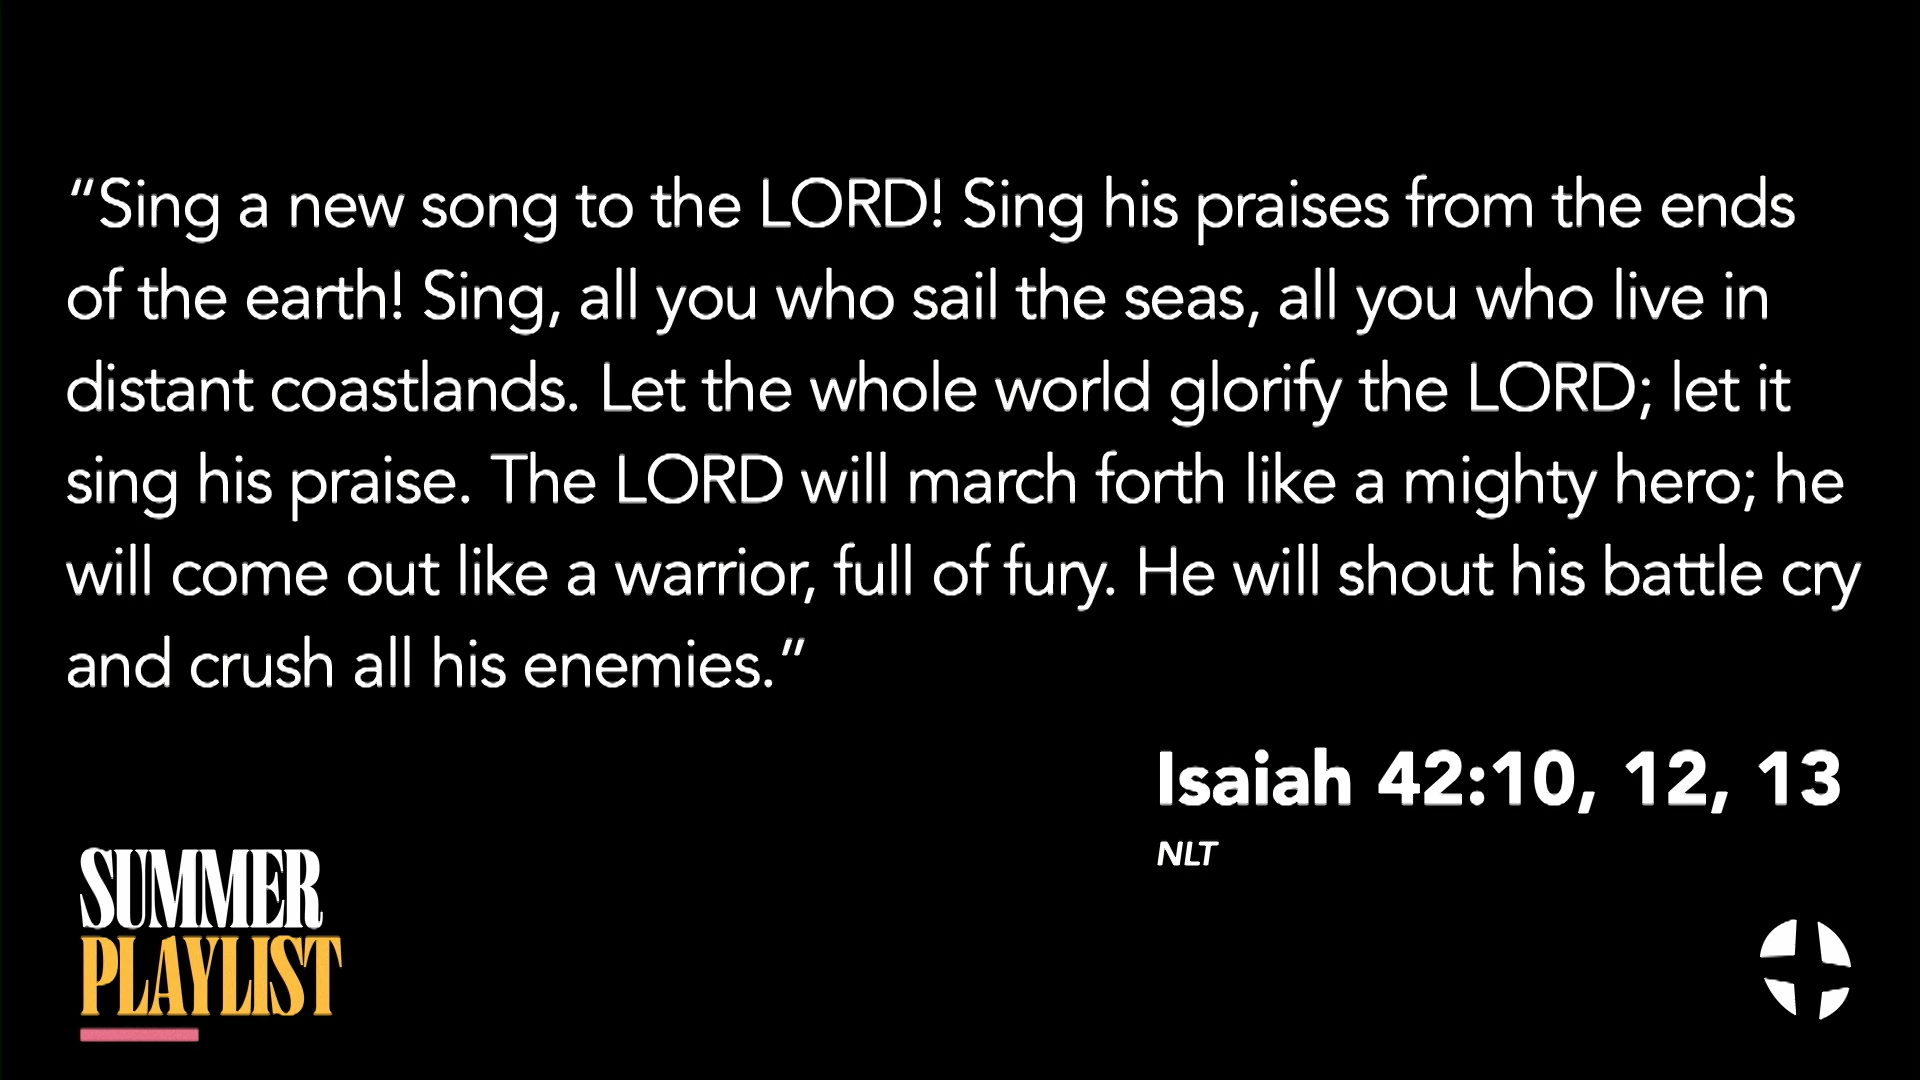 “Sing a new song to the LORD! Sing his praises from the ends
of the earth! Sing, all you who sail the seas, all you who live in
distant coastlands. Let the whole world glorify the LORD; let it
sing his praise. The LORD will march forth like a mighty hero; he
will come out like a warrior, full of fury. He will shout his battle cry
and crush all his enemies.”
Isaiah 42:10, 12, 13
NLT
SUMMER
PLAYLIST